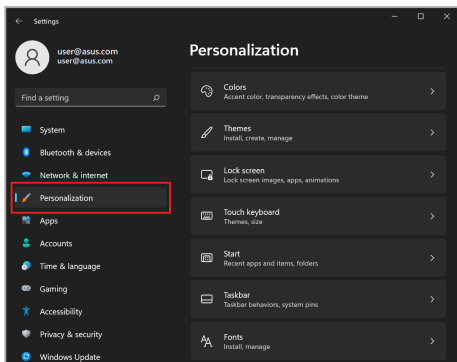 Settings
user@asus.com
user@asus.com
Find a setting
System
Bluetooth & devices
Network & internet
Personalization
Apps
Accounts
Time & language
Gaming
Accessibility
Privacy & security
Windows Update
Personalization
Colors
Accent color, transparency effects, color theme
Themes
Install, create, manage
Lock screen
Lock screen images, apps, animations
Touch keyboard
Themes, size
Start
Recent apps and items, folders
Taskbar
Taskbar behaviors, system pins
Fonts
Install, manage